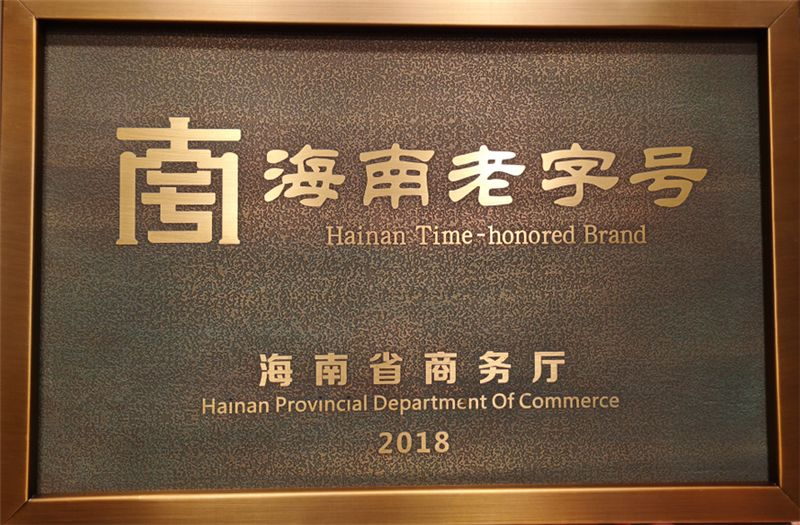 海南老字号
Hainan Time-honored Brand
海南省商务厅
Hainan Provincial Department Of Commerce
2018